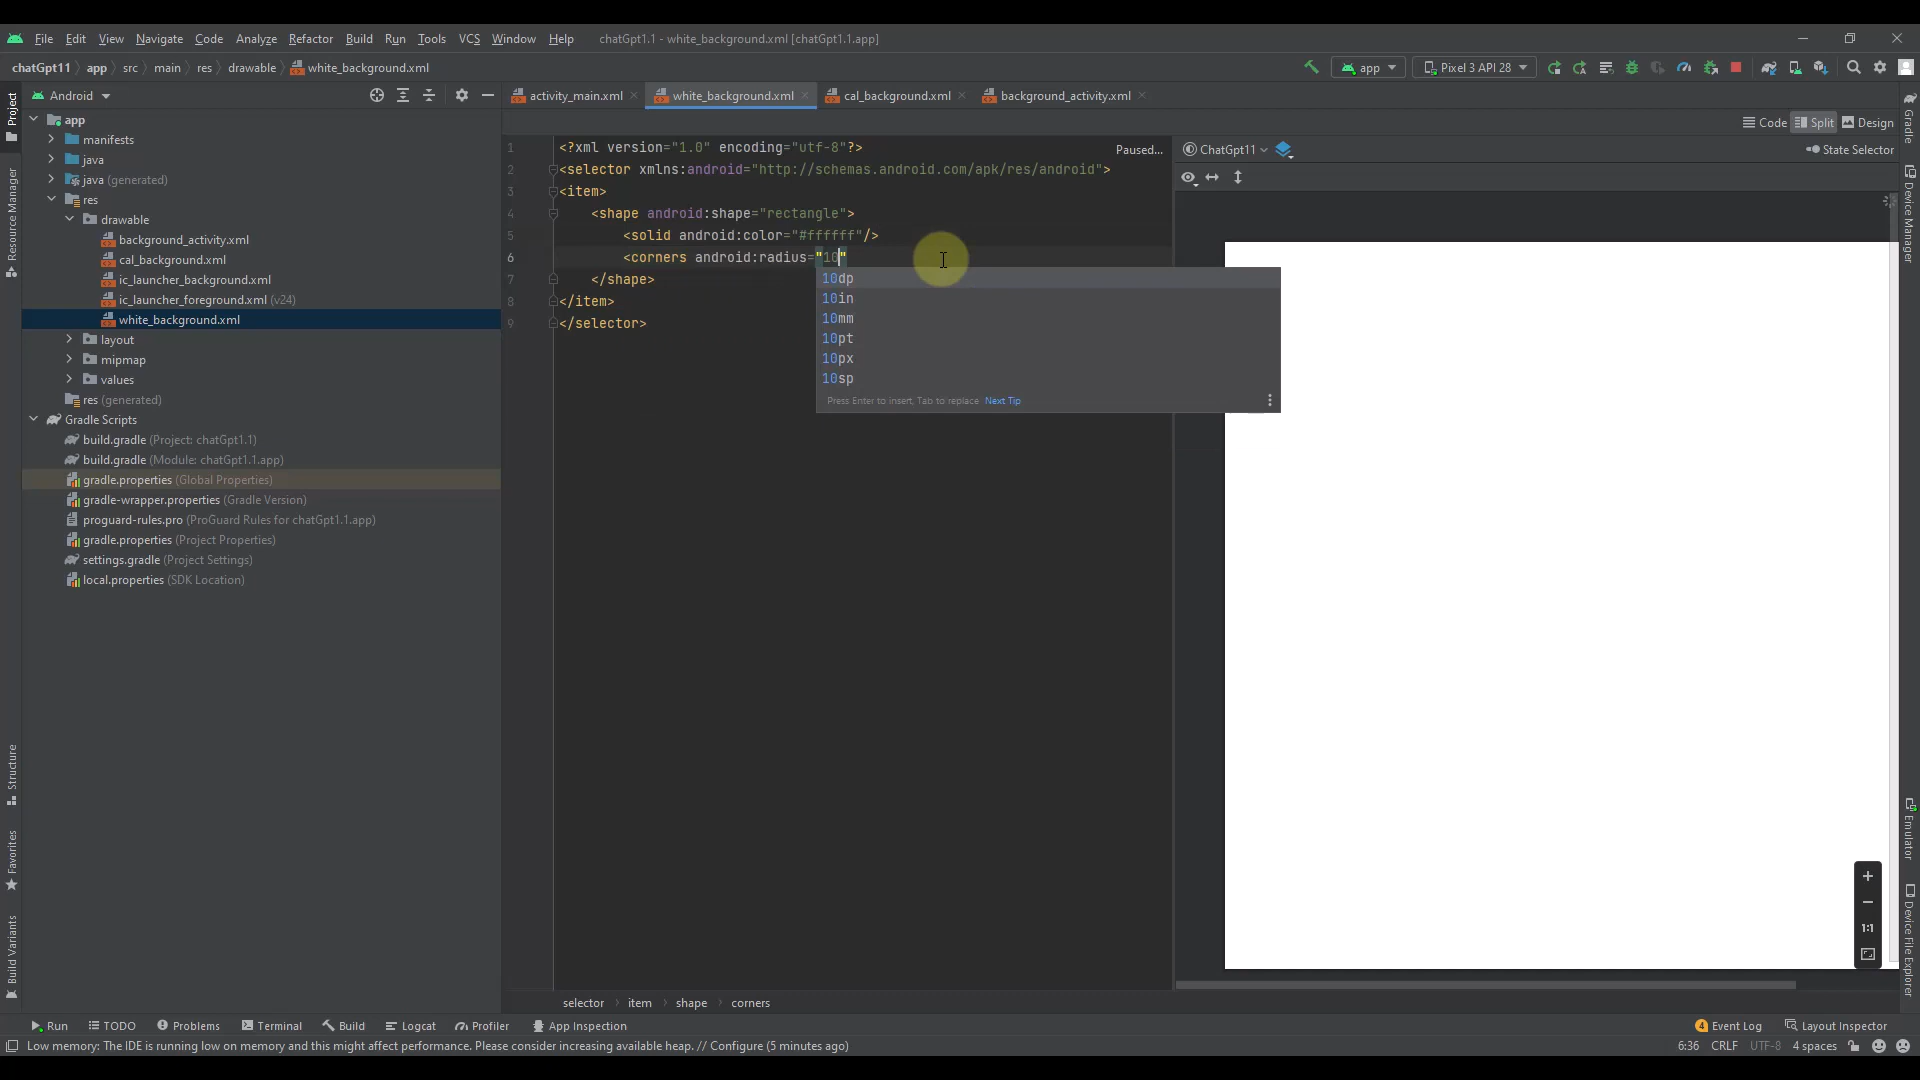 File Edit View Navigate Code Analyze Refactor Build Run Tools VCS Window Help chatGpt1.1 - white_background.xml [chatGpt1.1.app]
chatGpt11 app src main res drawable white_background.xml app Pixel 3 API 28
Android activity_main.xml white_background.xml cal_background.xml background_activity.xml
Code Split Design
Project
Resource Manager
Structure
Favorites
Build Variants
app
manifests
java
java (generated)
res
drawable
background_activity.xml
cal_background.xml
ic_launcher_background.xml
ic_launcher_foreground.xml (v24)
white_background.xml
layout
mipmap
values
res (generated)
Gradle Scripts
build.gradle (Project: chatGpt1.1)
build.gradle (Module: chatGpt1.1.app)
gradle.properties (Global Properties)
gradle-wrapper.properties (Gradle Version)
proguard-rules.pro (ProGuard Rules for chatGpt1.1.app)
gradle.properties (Project Properties)
settings.gradle (Project Settings)
local.properties (SDK Location)
1 <?xml version="1.0" encoding="utf-8"?>
2 <selector xmlns:android="http://schemas.android.com/apk/res/android">
3 <item>
4 <shape android:shape="rectangle">
5 <solid android:color="#ffffff"/>
6 <corners android:radius="10"
7 </shape>
8 </item>
9 </selector>
Paused...
10dp
10in
10mm
10pt
10px
10sp
Press Enter to insert, Tab to replace Next Tip
ChatGpt11 State Selector
1:1
Gradle
Device Manager
Emulator
Device File Explorer
selector item shape corners
Run TODO Problems Terminal Build Logcat Profiler App Inspection 4 Event Log Layout Inspector
Low memory: The IDE is running low on memory and this might affect performance. Please consider increasing available heap. // Configure (5 minutes ago) 6:36 CRLF UTF-8 4 spaces